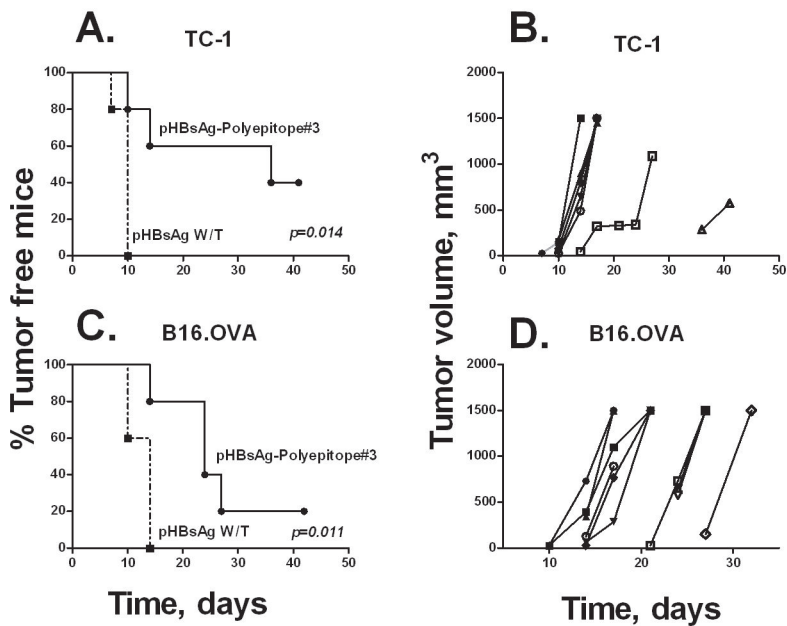 A.
TC-1
100
80
60
40
20
0
pHBsAg-Polyepitope#3
pHBsAg W/T
p=0.014
0 10 20 30 40 50
B.
TC-1
2000
1500
1000
500
0
0 10 20 30 40 50
C.
B16.OVA
100
80
60
40
20
0
pHBsAg-Polyepitope#3
pHBsAg W/T
p=0.011
0 10 20 30 40 50
D.
B16.OVA
2000
1500
1000
500
0
10 20 30
% Tumor free mice
Tumor volume, mm3
Time, days
Time, days